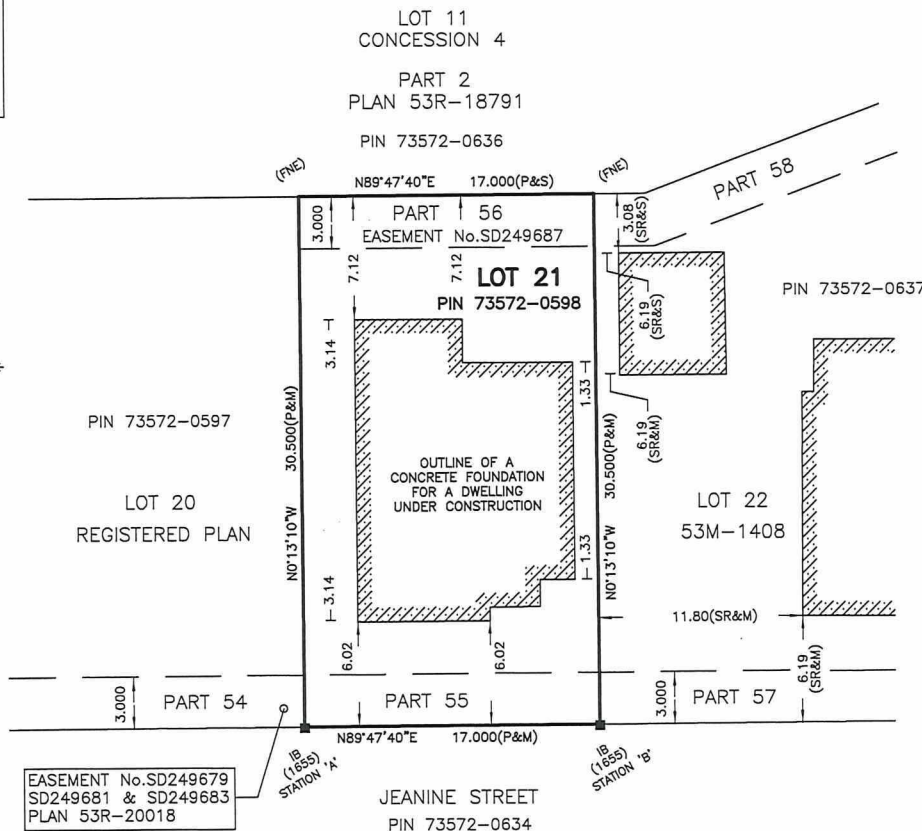 LOT 11
CONCESSION 4
PART 2
PLAN 53R-18791
PIN 73572-0636
(FNE)
N89°47'40"E 17.000(P&S)
(FNE)
PART 58
3.000
PART 56
EASEMENT No.SD249687
3.08
(SR&S)
7.12
7.12
LOT 21
PIN 73572-0598
6.19
(SR&S)
PIN 73572-0637
3.14
1.33
6.19
(SR&M)
PIN 73572-0597
30.500(P&M)
30.500(P&M)
OUTLINE OF A
CONCRETE FOUNDATION
FOR A DWELLING
UNDER CONSTRUCTION
LOT 20
REGISTERED PLAN
LOT 22
53M-1408
N0°13'10"W
N0°13'10"W
3.14
1.33
11.80(SR&M)
6.02
6.02
6.19
(SR&M)
3.000
PART 54
PART 55
3.000
PART 57
N89°47'40"E 17.000(P&M)
IB
(1655)
STATION 'A'
IB
(1655)
STATION 'B'
EASEMENT No.SD249679
SD249681 & SD249683
PLAN 53R-20018
JEANINE STREET
PIN 73572-0634